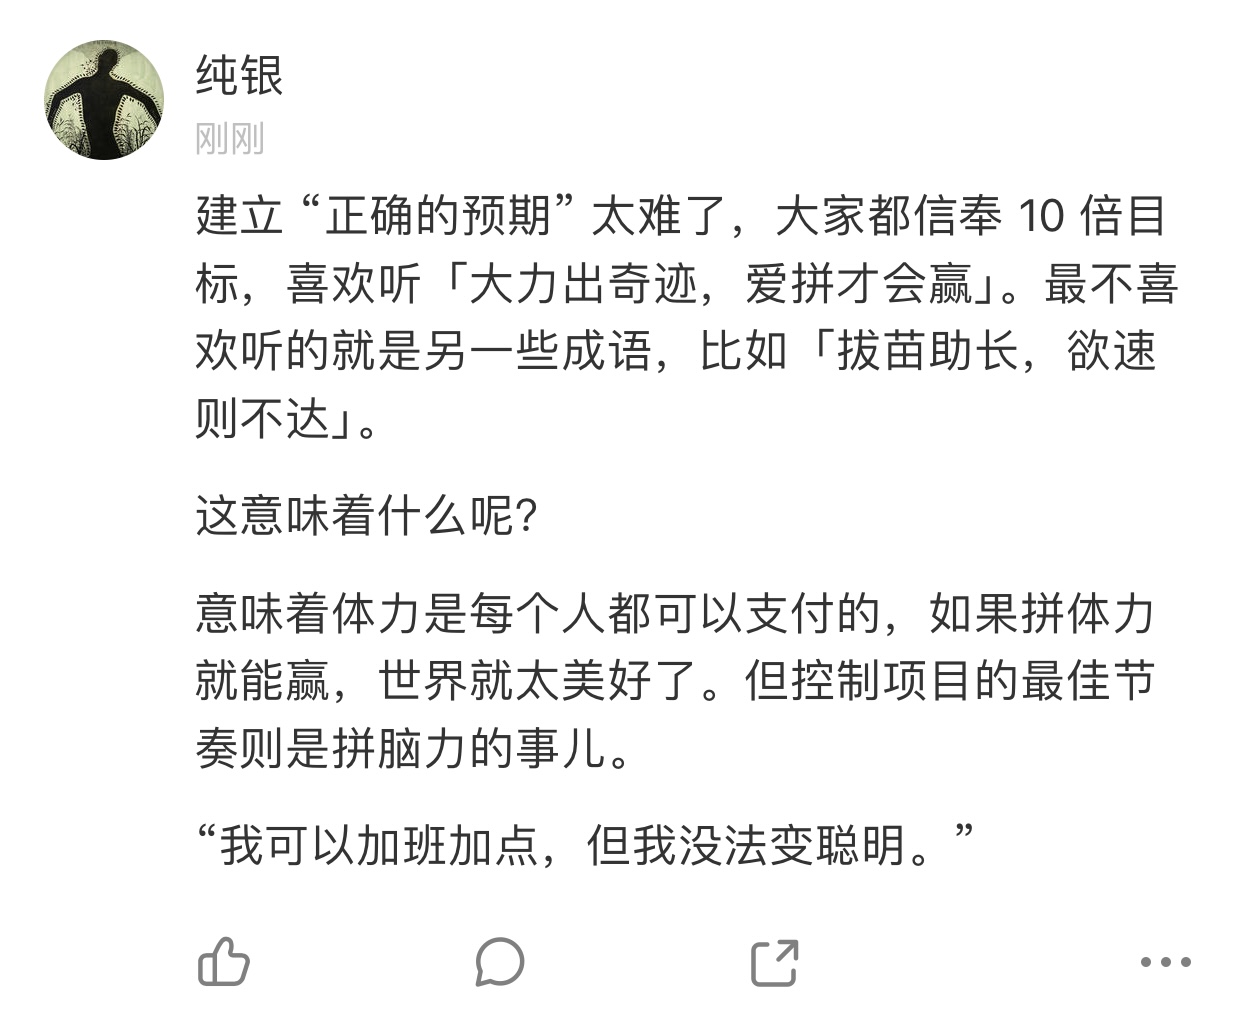 纯银
刚刚
建立 “正确的预期” 太难了，大家都信奉 10 倍目
标，喜欢听「大力出奇迹，爱拼才会赢」。最不喜
欢听的就是另一些成语，比如「拔苗助长，欲速
则不达」。
这意味着什么呢?
意味着体力是每个人都可以支付的，如果拼体力
就能赢，世界就太美好了。但控制项目的最佳节
奏则是拼脑力的事儿。
“我可以加班加点，但我没法变聪明。”